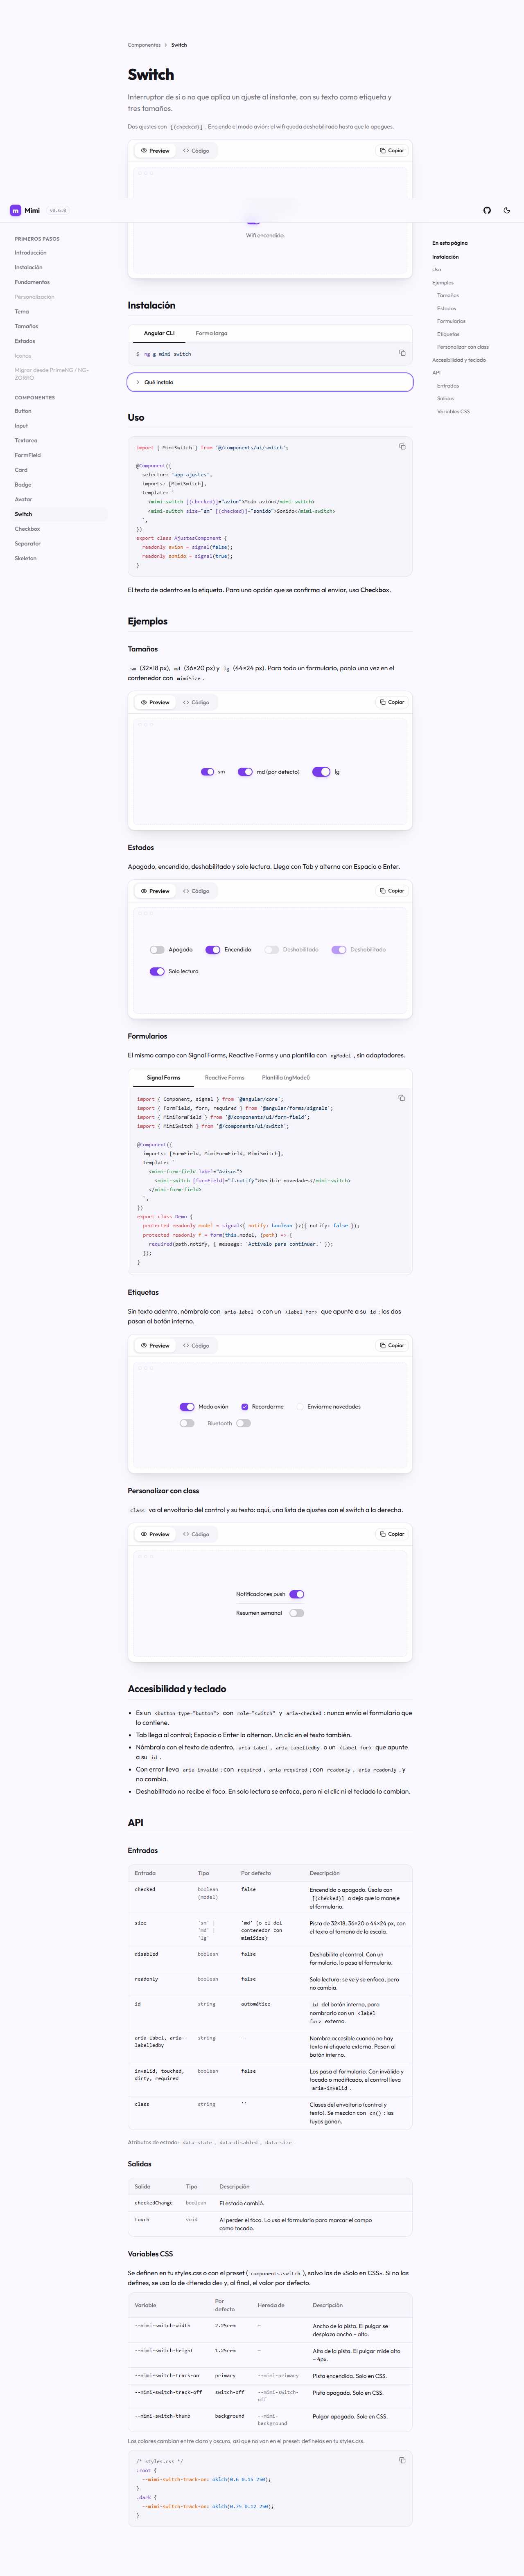 Componentes > Switch
Switch
Interruptor de sí o no que aplica un ajuste al instante, con su texto como etiqueta y
tres tamaños.
Dos ajustes con [(checked)]. Enciende el modo avión: el wifi queda deshabilitado hasta que lo apagues.
Preview
Código
Copiar
m Mimi v0.6.0
Wifi encendido.
PRIMEROS PASOS
Introducción
Instalación
Fundamentos
Personalización
Tema
Tamaños
Estados
Iconos
Migrar desde PrimeNG / NG-
ZORRO
COMPONENTES
Button
Input
Textarea
FormField
Card
Badge
Avatar
Switch
Checkbox
Separator
Skeleton
En esta página
Instalación
Uso
Ejemplos
Tamaños
Estados
Formularios
Etiquetas
Personalizar con class
Accesibilidad y teclado
API
Entradas
Salidas
Variables CSS
Instalación
Angular CLI
Forma larga
$ ng g mimi switch
> Qué instala
Uso
import { MimiSwitch } from '@/components/ui/switch';
@Component({
selector: 'app-ajustes',
imports: [MimiSwitch],
template: `
<mimi-switch [(checked)]="avion">Modo avión</mimi-switch>
<mimi-switch size="sm" [(checked)]="sonido">Sonido</mimi-switch>
`,
})
export class AjustesComponent {
readonly avion = signal(false);
readonly sonido = signal(true);
}
El texto de adentro es la etiqueta. Para una opción que se confirma al enviar, usa Checkbox.
Ejemplos
Tamaños
sm (32×18 px), md (36×20 px) y lg (44×24 px). Para todo un formulario, ponlo una vez en el
contenedor con mimiSize.
Preview
Código
Copiar
sm
md (por defecto)
lg
Estados
Apagado, encendido, deshabilitado y solo lectura. Llega con Tab y alterna con Espacio o Enter.
Preview
Código
Copiar
Apagado
Encendido
Deshabilitado
Deshabilitado
Solo lectura
Formularios
El mismo campo con Signal Forms, Reactive Forms y una plantilla con ngModel, sin adaptadores.
Signal Forms
Reactive Forms
Plantilla (ngModel)
import { Component, signal } from '@angular/core';
import { FormField, form, required } from '@angular/forms/signals';
import { MimiFormField } from '@/components/ui/form-field';
import { MimiSwitch } from '@/components/ui/switch';
@Component({
imports: [FormField, MimiFormField, MimiSwitch],
template: `
<mimi-form-field label="Avisos">
<mimi-switch [formField]="f.notify">Recibir novedades</mimi-switch>
</mimi-form-field>
`,
})
export class Demo {
protected readonly model = signal<{ notify: boolean }>({ notify: false });
protected readonly f = form(this.model, (path) => {
required(path.notify, { message: 'Actívalo para continuar.' });
});
}
Etiquetas
Sin texto adentro, nómbralo con aria-label o con un <label for> que apunte a su id: los dos
pasan al botón interno.
Preview
Código
Copiar
Modo avión
Recordarme
Enviarme novedades
Bluetooth
Personalizar con class
class va al envoltorio del control y su texto: aquí, una lista de ajustes con el switch a la derecha.
Preview
Código
Copiar
Notificaciones push
Resumen semanal
Accesibilidad y teclado
• Es un <button type="button"> con role="switch" y aria-checked: nunca envía el formulario que
lo contiene.
• Tab llega al control; Espacio o Enter lo alternan. Un clic en el texto también.
• Nómbralo con el texto de adentro, aria-label, aria-labelledby o un <label for> que apunte
a su id.
• Con error lleva aria-invalid; con required, aria-required; con readonly, aria-readonly, y
no cambia.
• Deshabilitado no recibe el foco. En solo lectura se enfoca, pero ni el clic ni el teclado lo cambian.
API
Entradas
Entrada Tipo Por defecto Descripción
checked boolean (model) false Encendido o apagado. Úsalo con [(checked)] o deja que lo maneje el formulario.
size 'sm' | 'md' | 'lg' 'md' (o el del contenedor con mimiSize) Pista de 32×18, 36×20 o 44×24 px, con el texto al tamaño de la escala.
disabled boolean false Deshabilita el control. Con un formulario, lo pasa el formulario.
readonly boolean false Solo lectura: se ve y se enfoca, pero no cambia.
id string automático id del botón interno, para nombrarlo con un <label for> externo.
aria-label, aria-labelledby string — Nombre accesible cuando no hay texto ni etiqueta externa. Pasan al botón interno.
invalid, touched, dirty, required boolean false Los pasa el formulario. Con inválido y tocado o modificado, el control lleva aria-invalid.
class string '' Clases del envoltorio (control y texto). Se mezclan con cn(): las tuyas ganan.
Atributos de estado: data-state, data-disabled, data-size.
Salidas
Salida Tipo Descripción
checkedChange boolean El estado cambió.
touch void Al perder el foco. Lo usa el formulario para marcar el campo como tocado.
Variables CSS
Se definen en tu styles.css o con el preset (components.switch), salvo las de «Solo en CSS». Si no las
defines, se usa la de «Hereda de» y, al final, el valor por defecto.
Variable Por defecto Hereda de Descripción
--mimi-switch-width 2.25rem — Ancho de la pista. El pulgar se desplaza ancho − alto.
--mimi-switch-height 1.25rem — Alto de la pista. El pulgar mide alto − 4px.
--mimi-switch-track-on primary --mimi-primary Pista encendida. Solo en CSS.
--mimi-switch-track-off switch-off --mimi-switch-off Pista apagada. Solo en CSS.
--mimi-switch-thumb background --mimi-background Pulgar apagado. Solo en CSS.
Los colores cambian entre claro y oscuro, así que no van en el preset: defínelos en tu styles.css.
/* styles.css */
:root {
--mimi-switch-track-on: oklch(0.6 0.15 250);
}
.dark {
--mimi-switch-track-on: oklch(0.75 0.12 250);
}